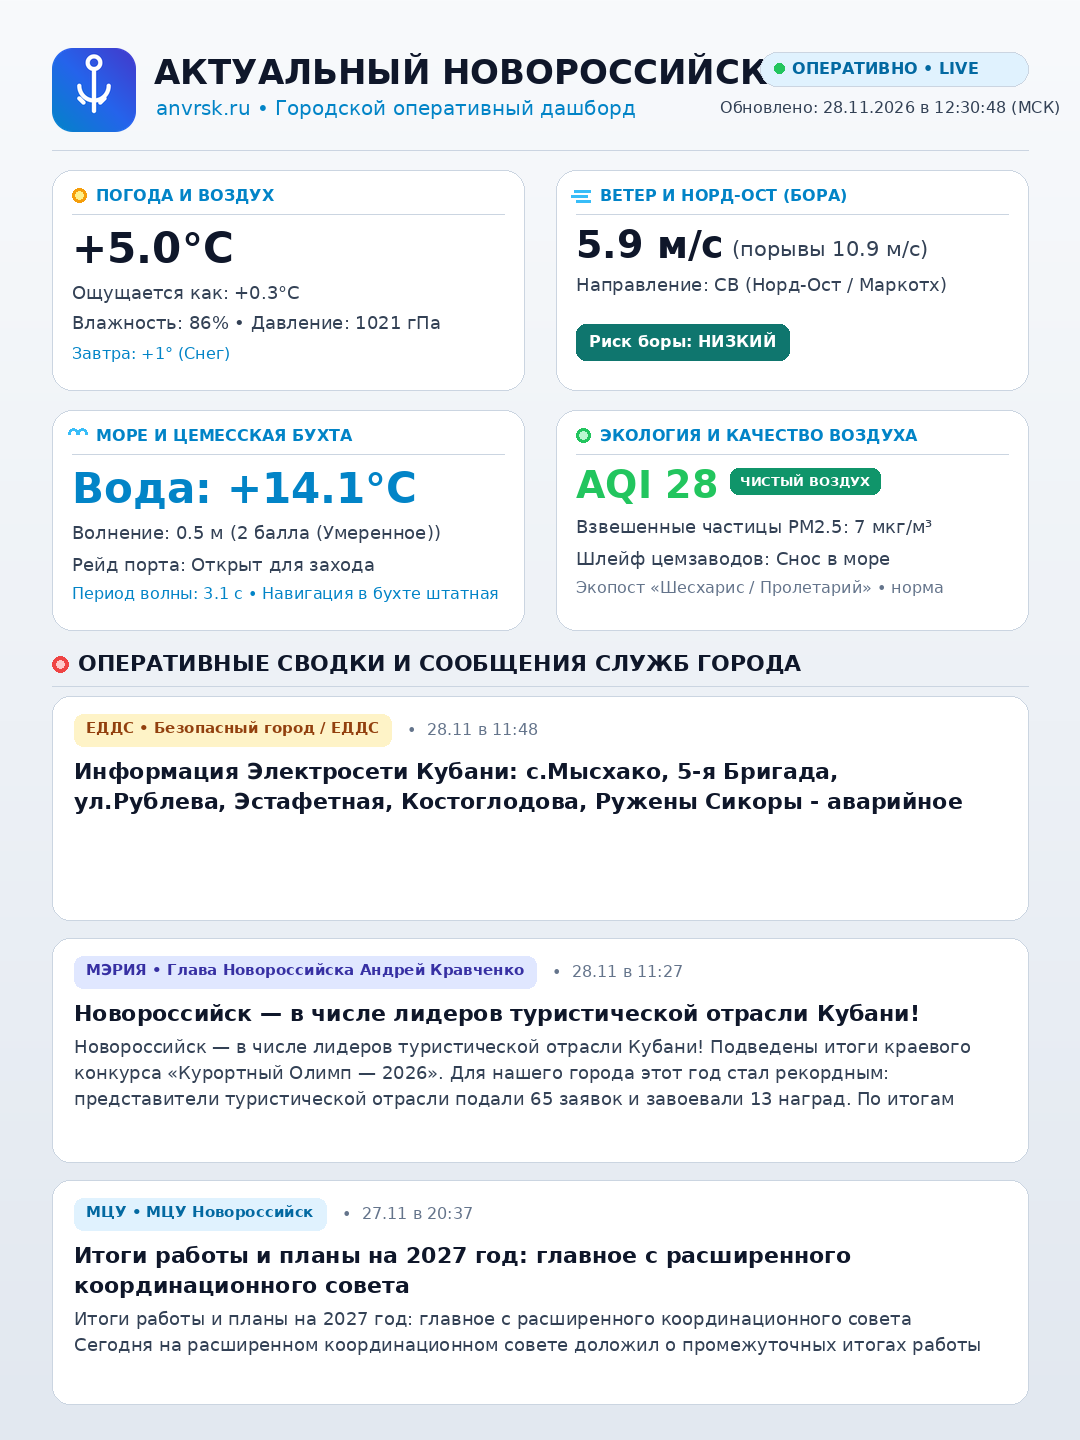 АКТУАЛЬНЫЙ НОВОРОССИЙСК
ОПЕРАТИВНО • LIVE
anvrsk.ru • Городской оперативный дашборд
Обновлено: 28.11.2026 в 12:30:48 (МСК)
ПОГОДА И ВОЗДУХ
+5.0°C
Ощущается как: +0.3°C
Влажность: 86% • Давление: 1021 гПа
Завтра: +1° (Снег)
ВЕТЕР И НОРД-ОСТ (БОРА)
5.9 м/с (порывы 10.9 м/с)
Направление: СВ (Норд-Ост / Маркотх)
Риск боры: НИЗКИЙ
МОРЕ И ЦЕМЕССКАЯ БУХТА
Вода: +14.1°C
Волнение: 0.5 м (2 балла (Умеренное))
Рейд порта: Открыт для захода
Период волны: 3.1 с • Навигация в бухте штатная
ЭКОЛОГИЯ И КАЧЕСТВО ВОЗДУХА
AQI 28 ЧИСТЫЙ ВОЗДУХ
Взвешенные частицы PM2.5: 7 мкг/м³
Шлейф цемзаводов: Снос в море
Экопост «Шесхарис / Пролетарий» • норма
ОПЕРАТИВНЫЕ СВОДКИ И СООБЩЕНИЯ СЛУЖБ ГОРОДА
ЕДДС • Безопасный город / ЕДДС • 28.11 в 11:48
Информация Электросети Кубани: с.Мысхако, 5-я Бригада,
ул.Рублева, Эстафетная, Костоглодова, Ружены Сикоры - аварийное
МЭРИЯ • Глава Новороссийска Андрей Кравченко • 28.11 в 11:27
Новороссийск — в числе лидеров туристической отрасли Кубани!
Новороссийск — в числе лидеров туристической отрасли Кубани! Подведены итоги краевого
конкурса «Курортный Олимп — 2026». Для нашего города этот год стал рекордным:
представители туристической отрасли подали 65 заявок и завоевали 13 наград. По итогам
МЦУ • МЦУ Новороссийск • 27.11 в 20:37
Итоги работы и планы на 2027 год: главное с расширенного
координационного совета
Итоги работы и планы на 2027 год: главное с расширенного координационного совета
Сегодня на расширенном координационном совете доложил о промежуточных итогах работы